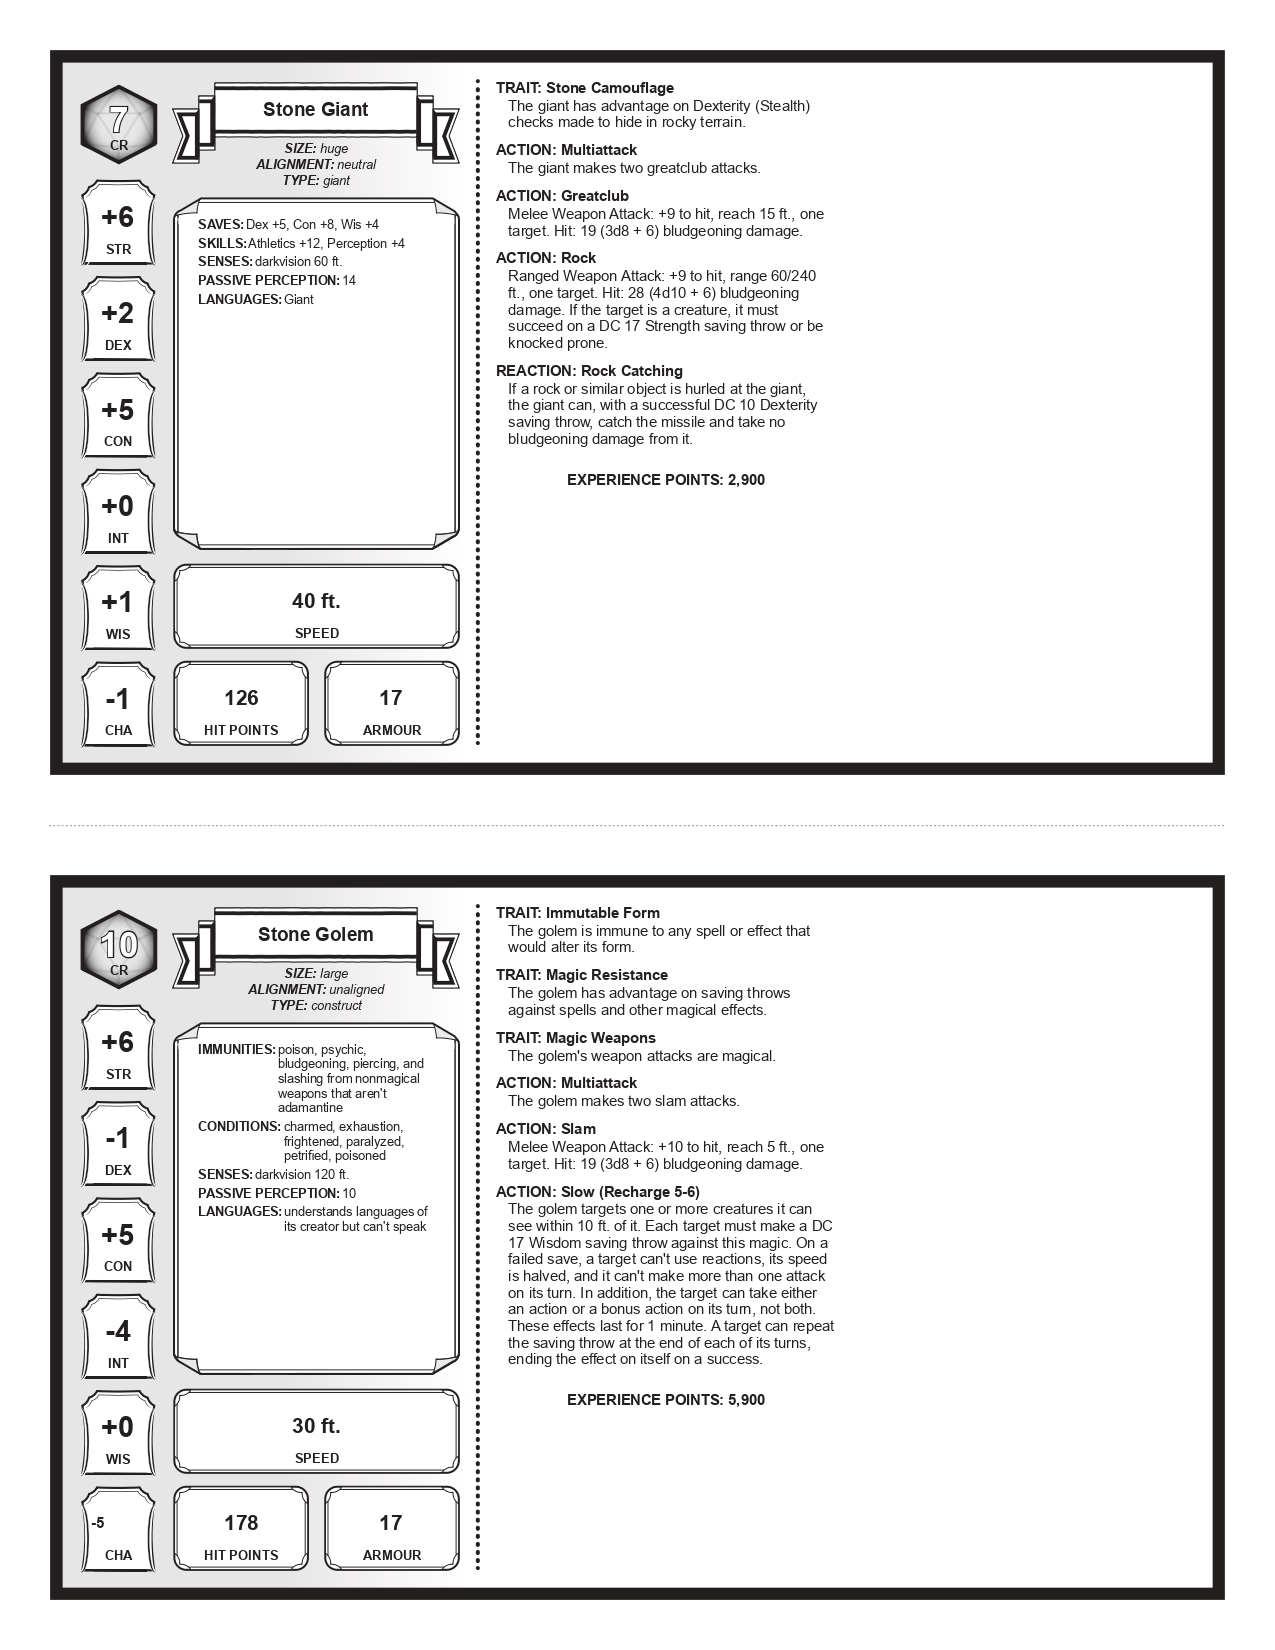 7
CR
Stone Giant
SIZE: huge
ALIGNMENT: neutral
TYPE: giant
+6
STR
+2
DEX
+5
CON
+0
INT
+1
WIS
-1
CHA
SAVES: Dex +5, Con +8, Wis +4
SKILLS: Athletics +12, Perception +4
SENSES: darkvision 60 ft.
PASSIVE PERCEPTION: 14
LANGUAGES: Giant
40 ft.
SPEED
126
HIT POINTS
17
ARMOUR
TRAIT: Stone Camouflage
The giant has advantage on Dexterity (Stealth)
checks made to hide in rocky terrain.
ACTION: Multiattack
The giant makes two greatclub attacks.
ACTION: Greatclub
Melee Weapon Attack: +9 to hit, reach 15 ft., one
target. Hit: 19 (3d8 + 6) bludgeoning damage.
ACTION: Rock
Ranged Weapon Attack: +9 to hit, range 60/240
ft., one target. Hit: 28 (4d10 + 6) bludgeoning
damage. If the target is a creature, it must
succeed on a DC 17 Strength saving throw or be
knocked prone.
REACTION: Rock Catching
If a rock or similar object is hurled at the giant,
the giant can, with a successful DC 10 Dexterity
saving throw, catch the missile and take no
bludgeoning damage from it.
EXPERIENCE POINTS: 2,900
10
CR
Stone Golem
SIZE: large
ALIGNMENT: unaligned
TYPE: construct
+6
STR
-1
DEX
+5
CON
-4
INT
+0
WIS
-5
CHA
IMMUNITIES: poison, psychic,
bludgeoning, piercing, and
slashing from nonmagical
weapons that aren't
adamantine
CONDITIONS: charmed, exhaustion,
frightened, paralyzed,
petrified, poisoned
SENSES: darkvision 120 ft.
PASSIVE PERCEPTION: 10
LANGUAGES: understands languages of
its creator but can't speak
30 ft.
SPEED
178
HIT POINTS
17
ARMOUR
TRAIT: Immutable Form
The golem is immune to any spell or effect that
would alter its form.
TRAIT: Magic Resistance
The golem has advantage on saving throws
against spells and other magical effects.
TRAIT: Magic Weapons
The golem's weapon attacks are magical.
ACTION: Multiattack
The golem makes two slam attacks.
ACTION: Slam
Melee Weapon Attack: +10 to hit, reach 5 ft., one
target. Hit: 19 (3d8 + 6) bludgeoning damage.
ACTION: Slow (Recharge 5-6)
The golem targets one or more creatures it can
see within 10 ft. of it. Each target must make a DC
17 Wisdom saving throw against this magic. On a
failed save, a target can't use reactions, its speed
is halved, and it can't make more than one attack
on its turn. In addition, the target can take either
an action or a bonus action on its turn, not both.
These effects last for 1 minute. A target can repeat
the saving throw at the end of each of its turns,
ending the effect on itself on a success.
EXPERIENCE POINTS: 5,900